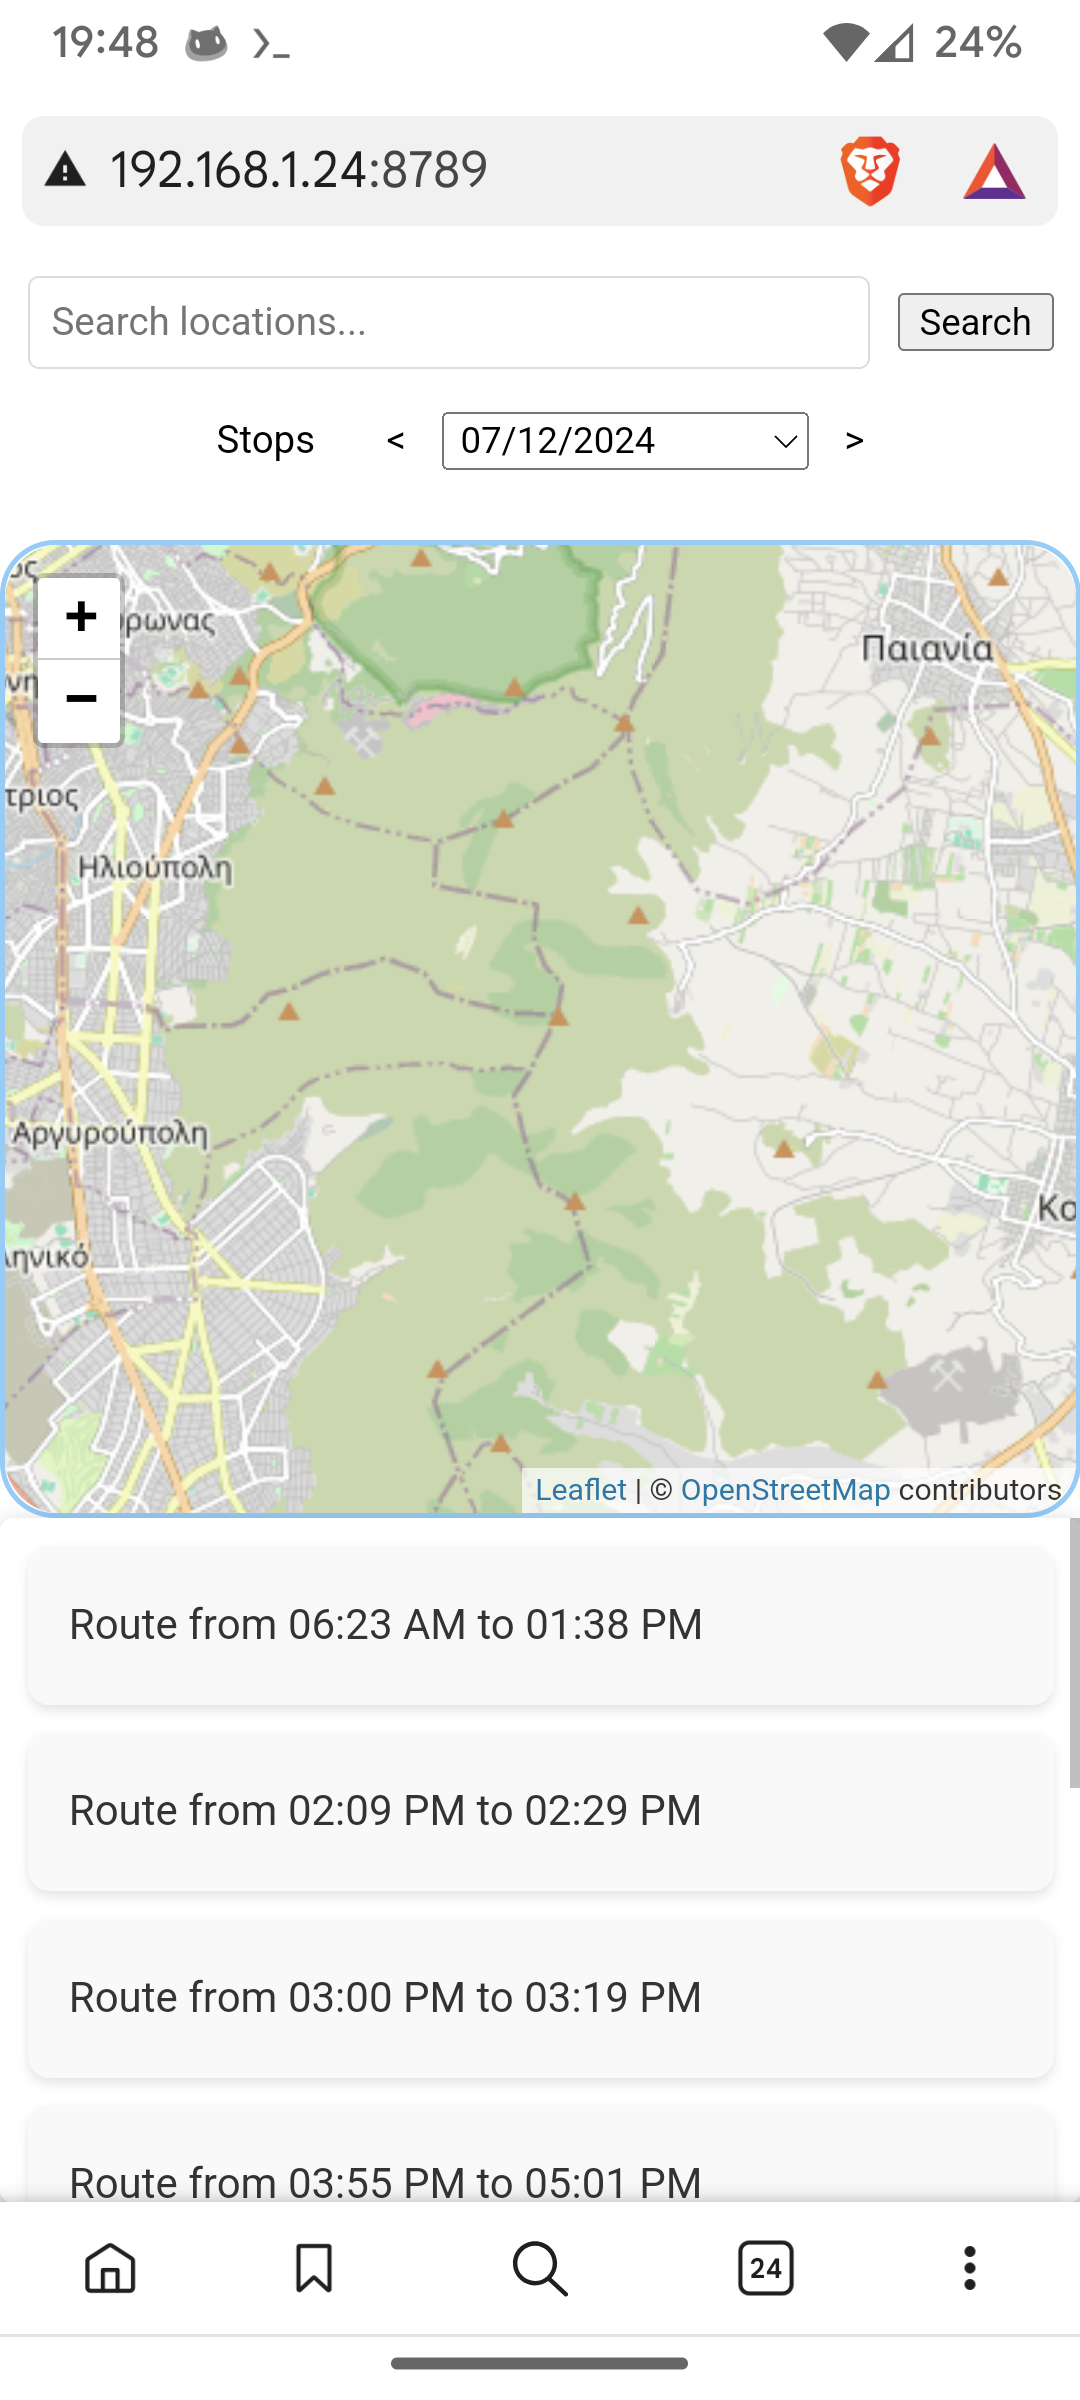 19:48 24%
192.168.1.24:8789
Search locations... Search
Stops < 07/12/2024 >
+
−
ρωνας
Παιανία
τριος
Ηλιούπολη
Αργυρούπολη
Κο
ληνικό
Leaflet | © OpenStreetMap contributors
Route from 06:23 AM to 01:38 PM
Route from 02:09 PM to 02:29 PM
Route from 03:00 PM to 03:19 PM
Route from 03:55 PM to 05:01 PM
24